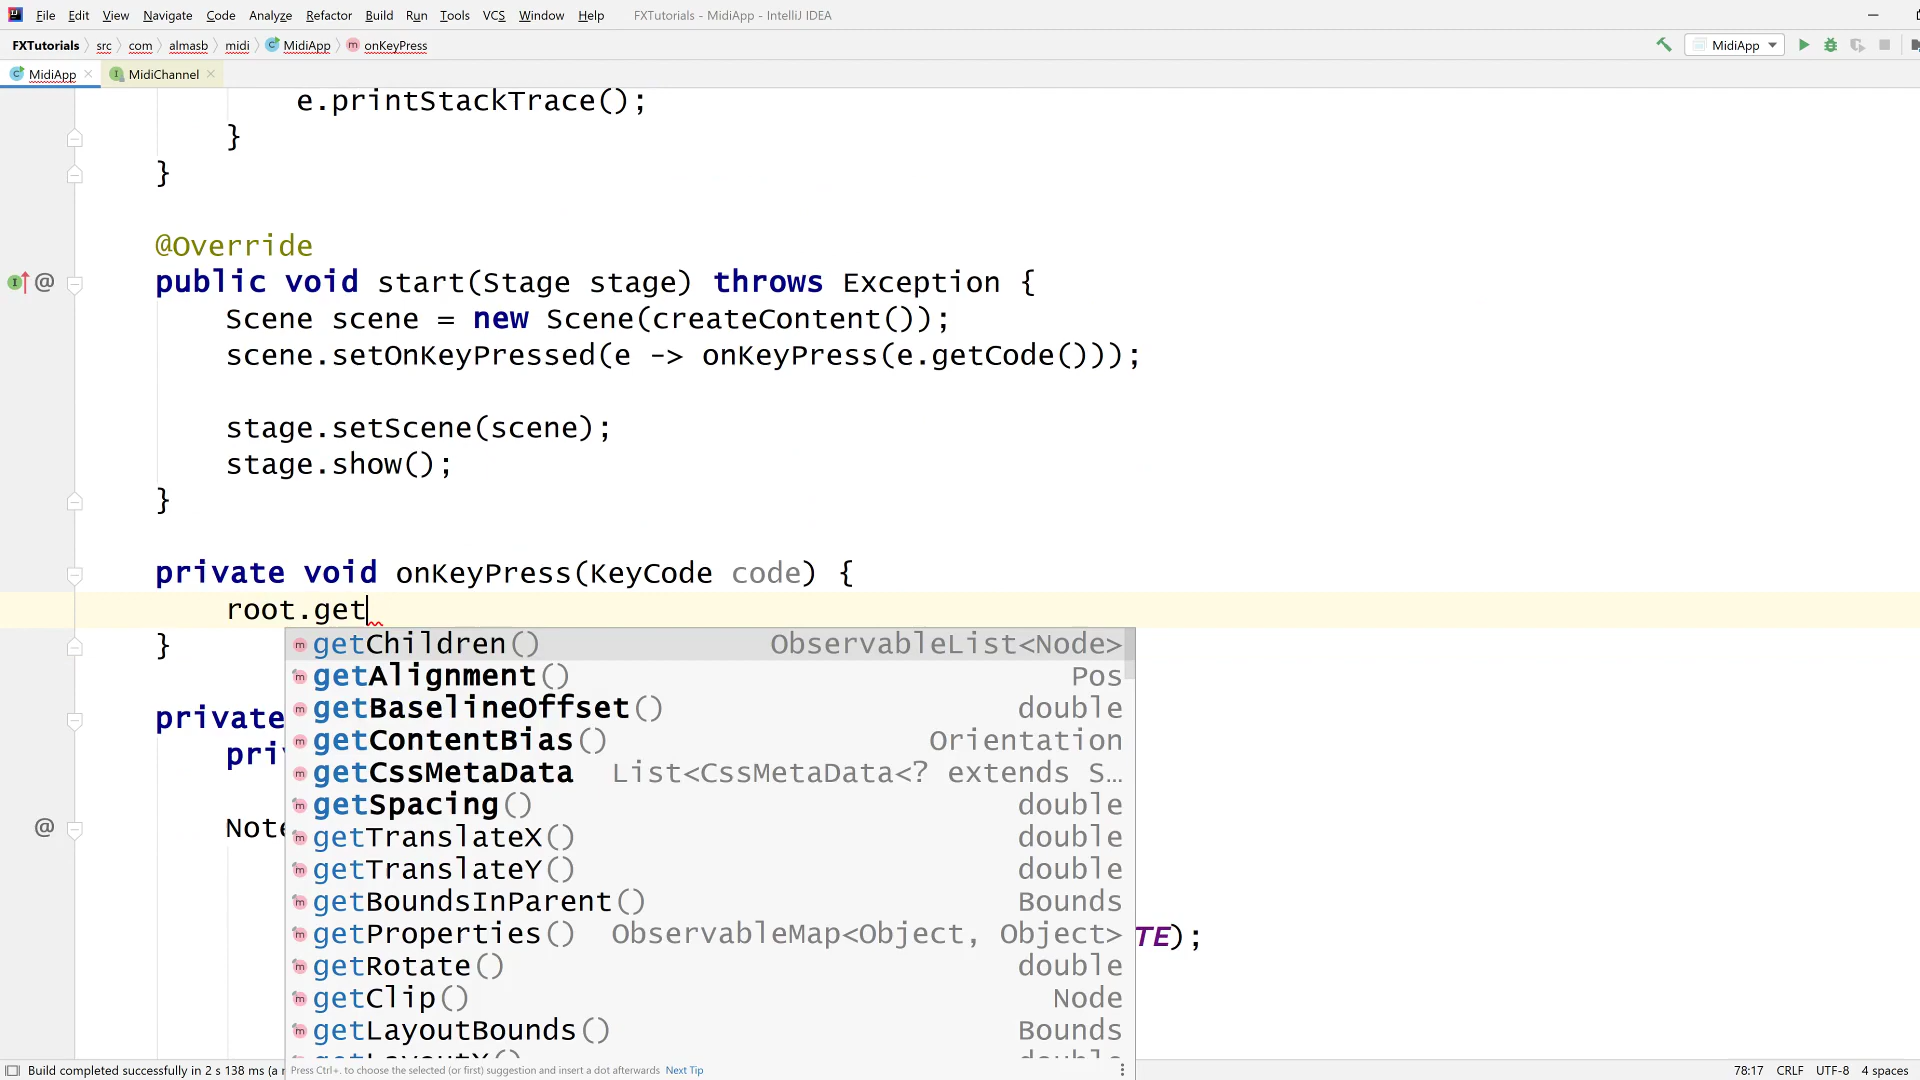 File Edit View Navigate Code Analyze Refactor Build Run Tools VCS Window Help FXTutorials - MidiApp - IntelliJ IDEA
FXTutorials src com almasb midi MidiApp onKeyPress MidiApp
MidiApp MidiChannel
e.printStackTrace();
}
}
@Override
public void start(Stage stage) throws Exception {
Scene scene = new Scene(createContent());
scene.setOnKeyPressed(e -> onKeyPress(e.getCode()));
stage.setScene(scene);
stage.show();
}
private void onKeyPress(KeyCode code) {
root.get
}
getChildren() ObservableList<Node>
getAlignment() Pos
private
getBaselineOffset() double
getContentBias() Orientation
getCssMetaData List<CssMetaData<? extends S…
getSpacing() double
getTranslateX() double
getTranslateY() double
getBoundsInParent() Bounds
getProperties() ObservableMap<Object, Object> TE);
getRotate() double
getClip() Node
getLayoutBounds() Bounds
Press Ctrl+. to choose the selected (or first) suggestion and insert a dot afterwards Next Tip
Build completed successfully in 2 s 138 ms (a 78:17 CRLF UTF-8 4 spaces